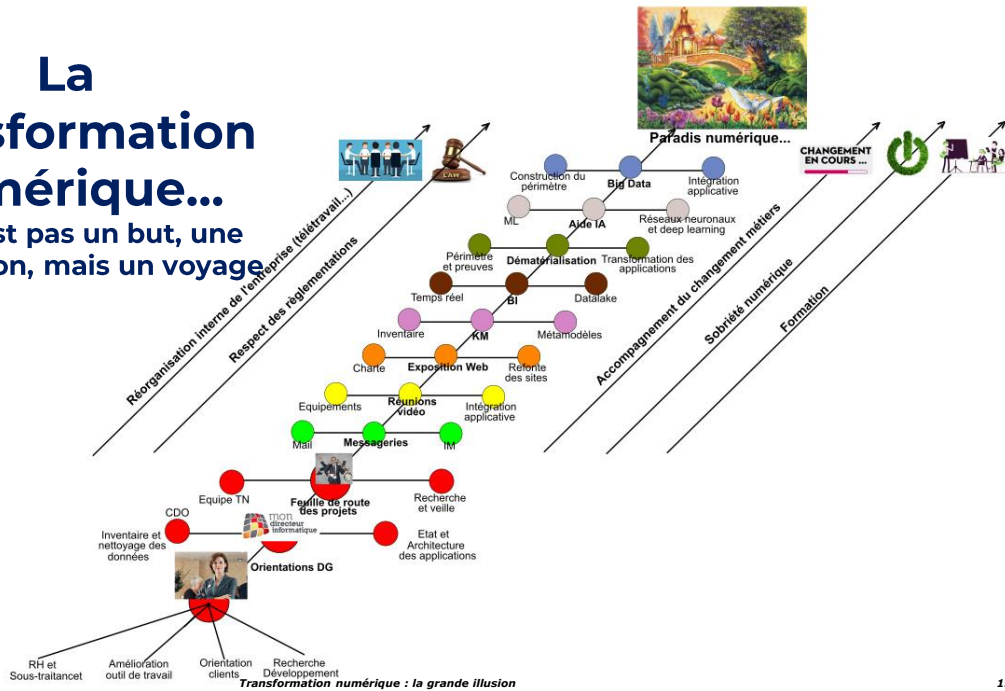 La
sformation
mérique...
st pas un but, une
on, mais un voyage
Paradis numérique...
CHANGEMENT
EN COURS ...
LAW
Construction du
périmètre
Big Data
Intégration
applicative
ML
Aide IA
Réseaux neuronaux
et deep learning
Périmètre
et preuves
Dématérialisation
Transformation des
applications
Temps réel
BI
Datalake
Inventaire
KM
Métamodèles
Charte
Exposition Web
Refonte
des sites
Equipements
Réunions
vidéo
Intégration
applicative
Mail
Messageries
IM
Réorganisation interne de l'entreprise (télétravail...)
Respect des règlementations
Accompagnement du changement métiers
Sobriété numérique
Formation
Equipe TN
Feuille de route
des projets
Recherche
et veille
CDO
Inventaire et
nettoyage des
données
mon
directeur
informatique
Etat et
Architecture
des applications
Orientations DG
RH et
Sous-traitancet
Amélioration
outil de travail
Orientation
clients
Recherche
Développement
Transformation numérique : la grande illusion